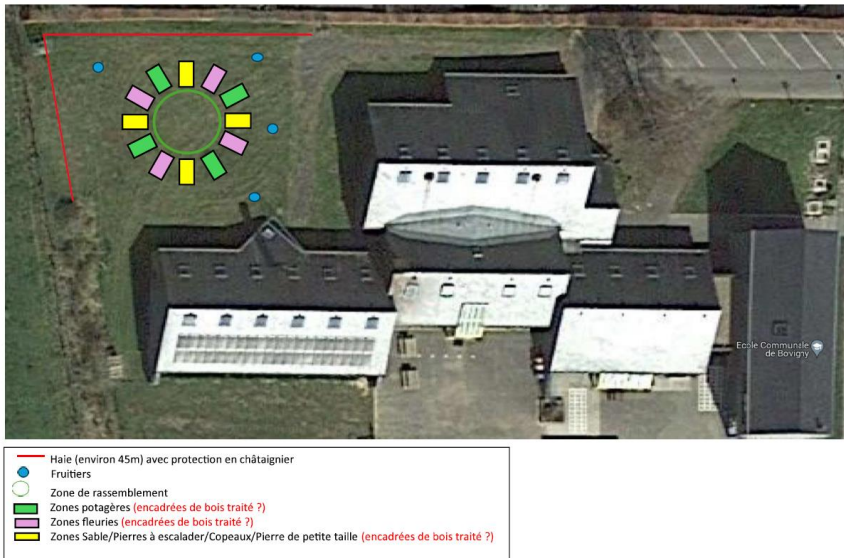 Ecole Communale
de Bovigny
Haie (environ 45m) avec protection en châtaignier
Fruitiers
Zone de rassemblement
Zones potagères (encadrées de bois traité ?)
Zones fleuries (encadrées de bois traité ?)
Zones Sable/Pierres à escalader/Copeaux/Pierre de petite taille (encadrées de bois traité ?)